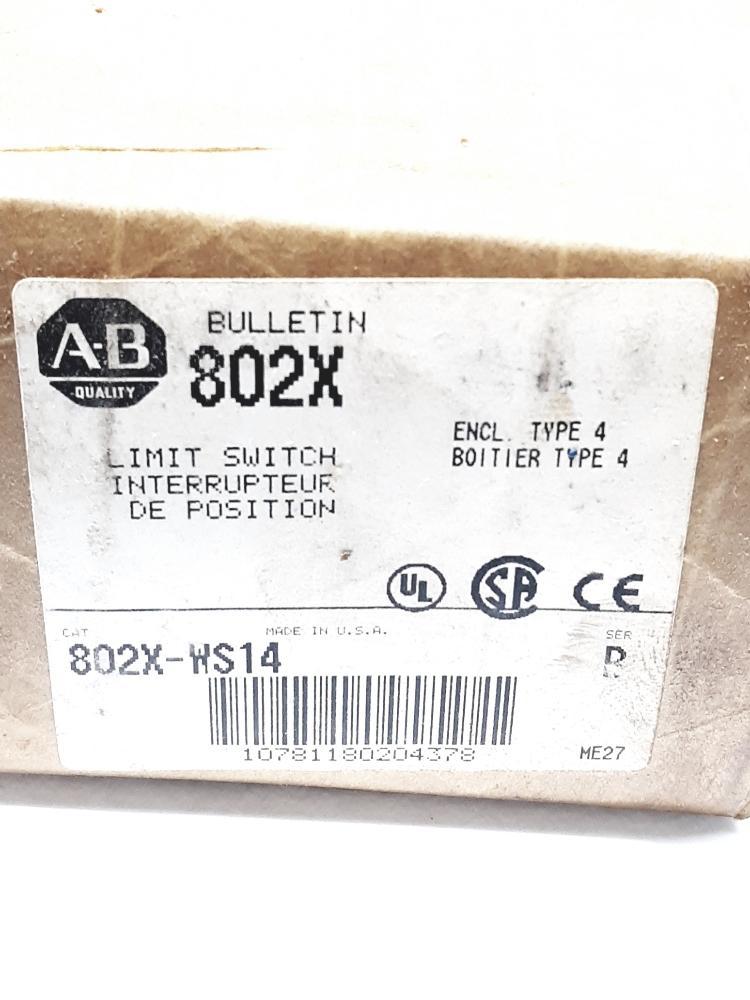 A-B
QUALITY
BULLETIN
802X
LIMIT SWITCH
INTERRUPTEUR
DE POSITION
ENCL. TYPE 4
BOITIER TYPE 4
UL
SA
CE
CAT
MADE IN U.S.A.
SER
802X-WS14
10781180204378
ME27